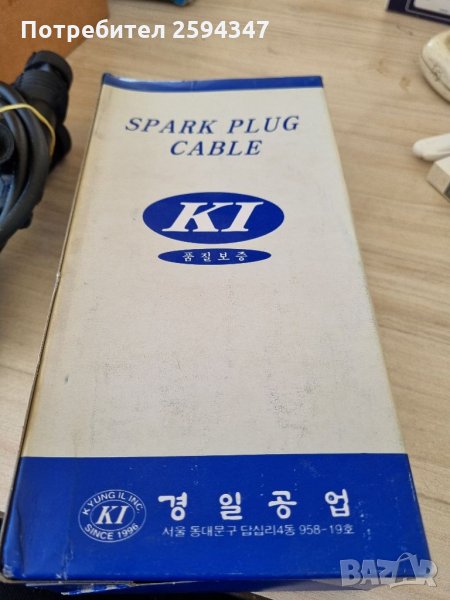 Потребител 2594347
SPARK PLUG
CABLE
KI
품질보증
KYUNG IL INC.
KI
SINCE 1996
경일공업
서울 동대문구 답십리4동 958-19호
BAZAR